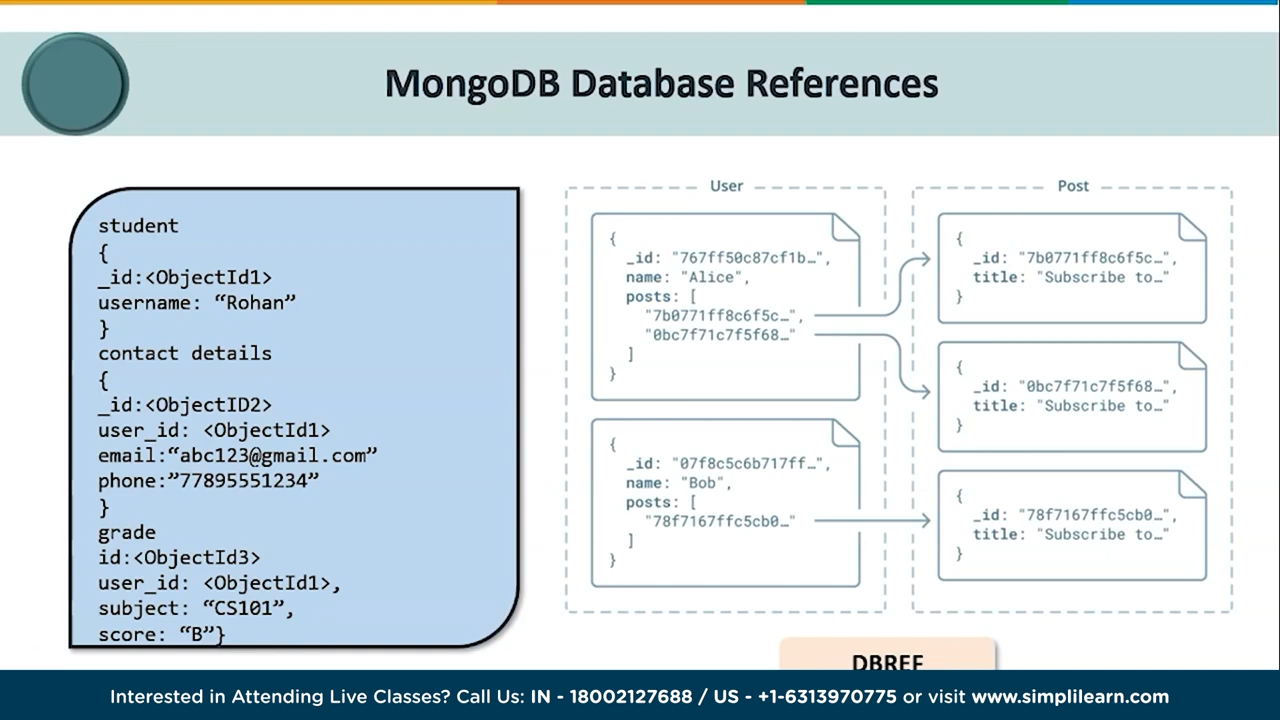 MongoDB Database References
student
{
_id:<ObjectId1>
username: “Rohan”
}
contact details
{
_id:<ObjectID2>
user_id: <ObjectId1>
email:“abc123@gmail.com”
phone:”77895551234”
}
grade
id:<ObjectId3>
user_id: <ObjectId1>,
subject: “CS101”,
score: “B”}
User
{
_id: "767ff50c87cf1b…",
name: "Alice",
posts: [
"7b0771ff8c6f5c…",
"0bc7f71c7f5f68…"
]
}
{
_id: "07f8c5c6b717ff…",
name: "Bob",
posts: [
"78f7167ffc5cb0…"
]
}
Post
{
_id: "7b0771ff8c6f5c…",
title: "Subscribe to…"
}
{
_id: "0bc7f71c7f5f68…",
title: "Subscribe to…"
}
{
_id: "78f7167ffc5cb0…",
title: "Subscribe to…"
}
DBREF
Interested in Attending Live Classes? Call Us: IN - 18002127688 / US - +1-6313970775 or visit www.simplilearn.com